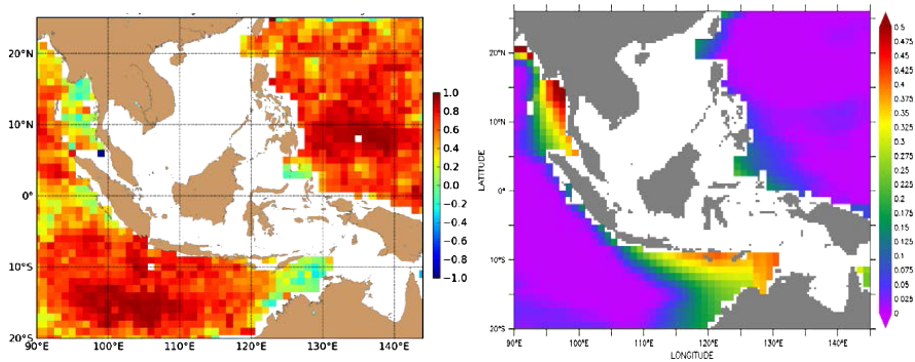 20°N
10°N
0°
10°S
20°S
90°E
100°E
110°E
120°E
130°E
140°E
1.0
0.8
0.6
0.4
0.2
0.0
−0.2
−0.4
−0.6
−0.8
−1.0
LATITUDE
20°N
10°N
0°
10°S
20°S
90°E
100°E
110°E
120°E
130°E
140°E
LONGITUDE
0.5
0.475
0.45
0.425
0.4
0.375
0.35
0.325
0.3
0.275
0.25
0.225
0.2
0.175
0.15
0.125
0.1
0.075
0.05
0.025
0